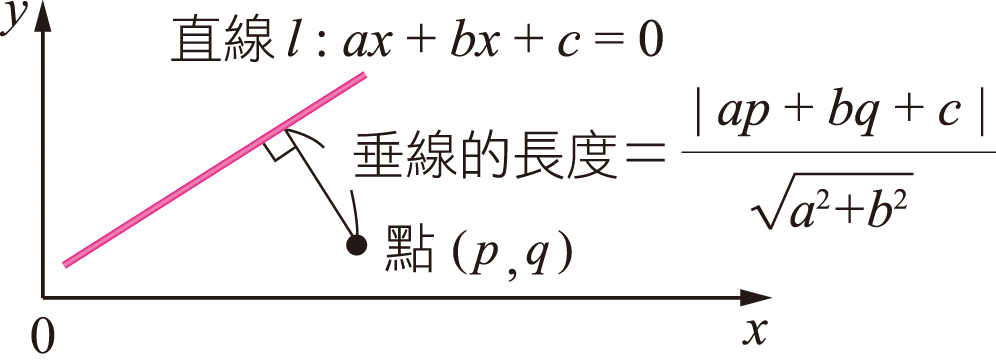 y
直線 l : ax + bx + c = 0
垂線的長度 = | ap + bq + c | / √a²+b²
點 (p , q)
0
x